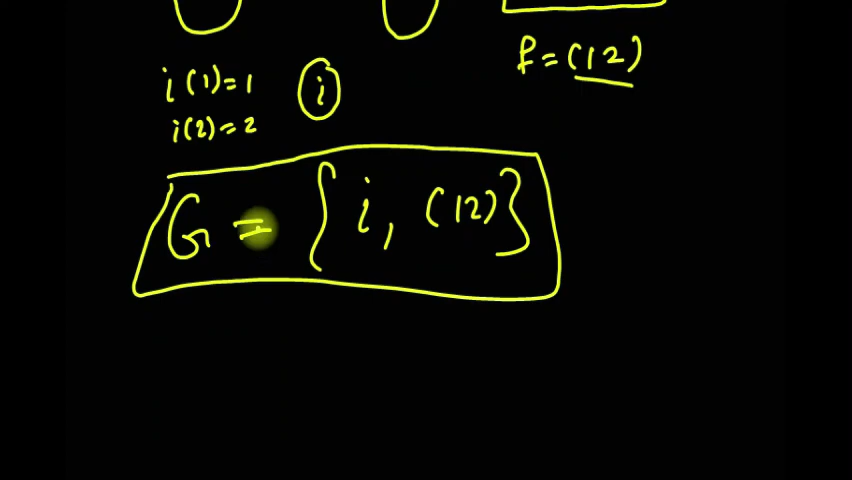 f = (12)
i(1)=1
i
i(2)=2
G = { i, (12) }